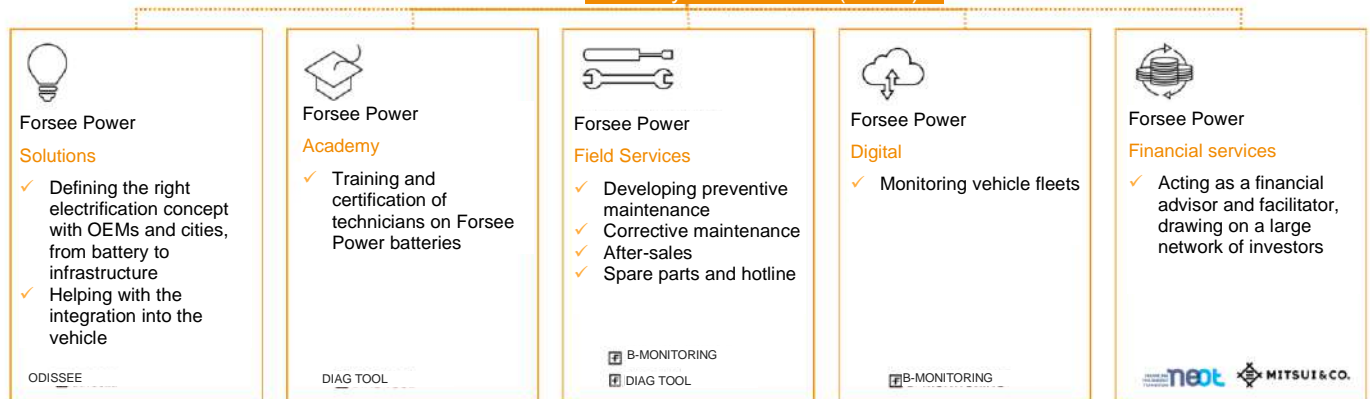 Forsee Power
Solutions
Defining the right
electrification concept
with OEMs and cities,
from battery to
infrastructure
Helping with the
integration into the
vehicle
ODISSEE
Forsee Power
Academy
Training and
certification of
technicians on Forsee
Power batteries
DIAG TOOL
Forsee Power
Field Services
Developing preventive
maintenance
Corrective maintenance
After-sales
Spare parts and hotline
B-MONITORING
DIAG TOOL
Forsee Power
Digital
Monitoring vehicle fleets
B-MONITORING
Forsee Power
Financial services
Acting as a financial
advisor and facilitator,
drawing on a large
network of investors
neot
MITSUI & CO.